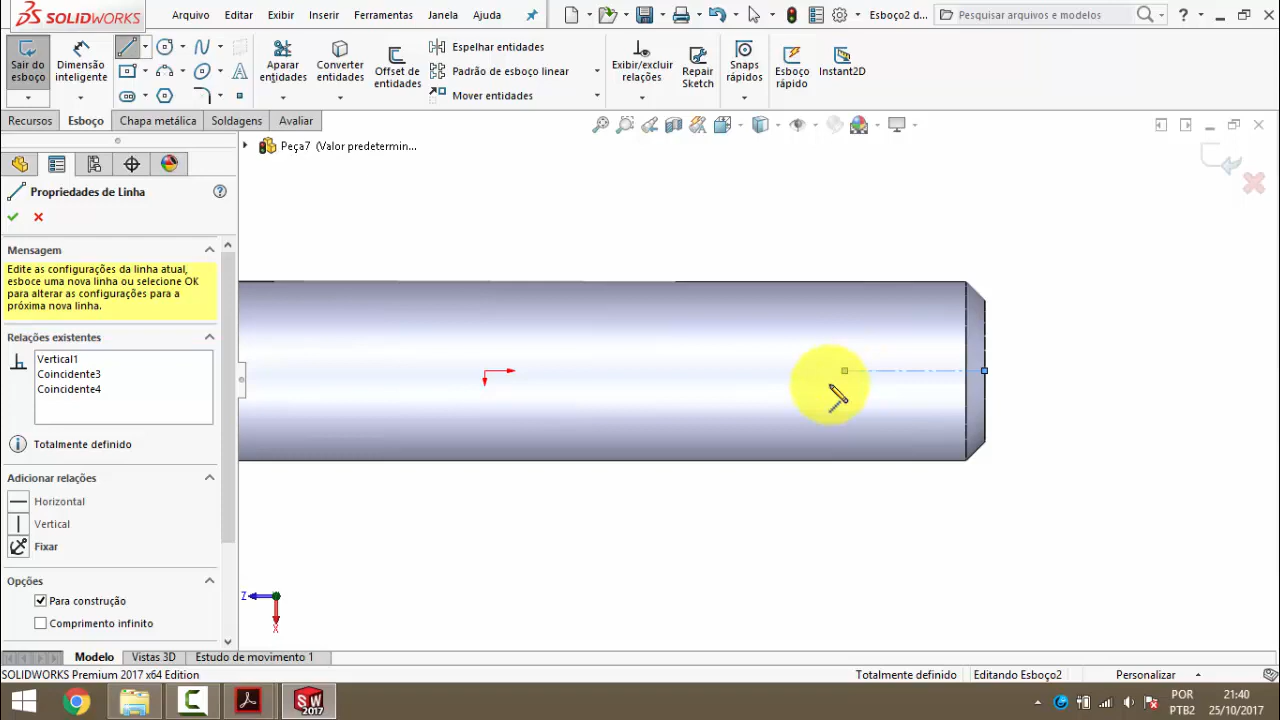 SOLIDWORKS
Arquivo Editar Exibir Inserir Ferramentas Janela Ajuda
Esboço2 d...
Pesquisar arquivos e modelos
Sair do esboço
Dimensão inteligente
Aparar entidades
Converter entidades
Offset de entidades
Espelhar entidades
Padrão de esboço linear
Mover entidades
Exibir/excluir relações
Repair Sketch
Snaps rápidos
Esboço rápido
Instant2D
Recursos Esboço Chapa metálica Soldagens Avaliar
Peça7 (Valor predetermin...
Propriedades de Linha
Mensagem
Edite as configurações da linha atual,
esboce uma nova linha ou selecione OK
para alterar as configurações para a
próxima nova linha.
Relações existentes
Vertical1
Coincidente3
Coincidente4
Totalmente definido
Adicionar relações
Horizontal
Vertical
Fixar
Opções
Para construção
Comprimento infinito
Z
X
Modelo Vistas 3D Estudo de movimento 1
SOLIDWORKS Premium 2017 x64 Edition
Totalmente definido Editando Esboço2 Personalizar
SW
2017
POR
PTB2
21:40
25/10/2017